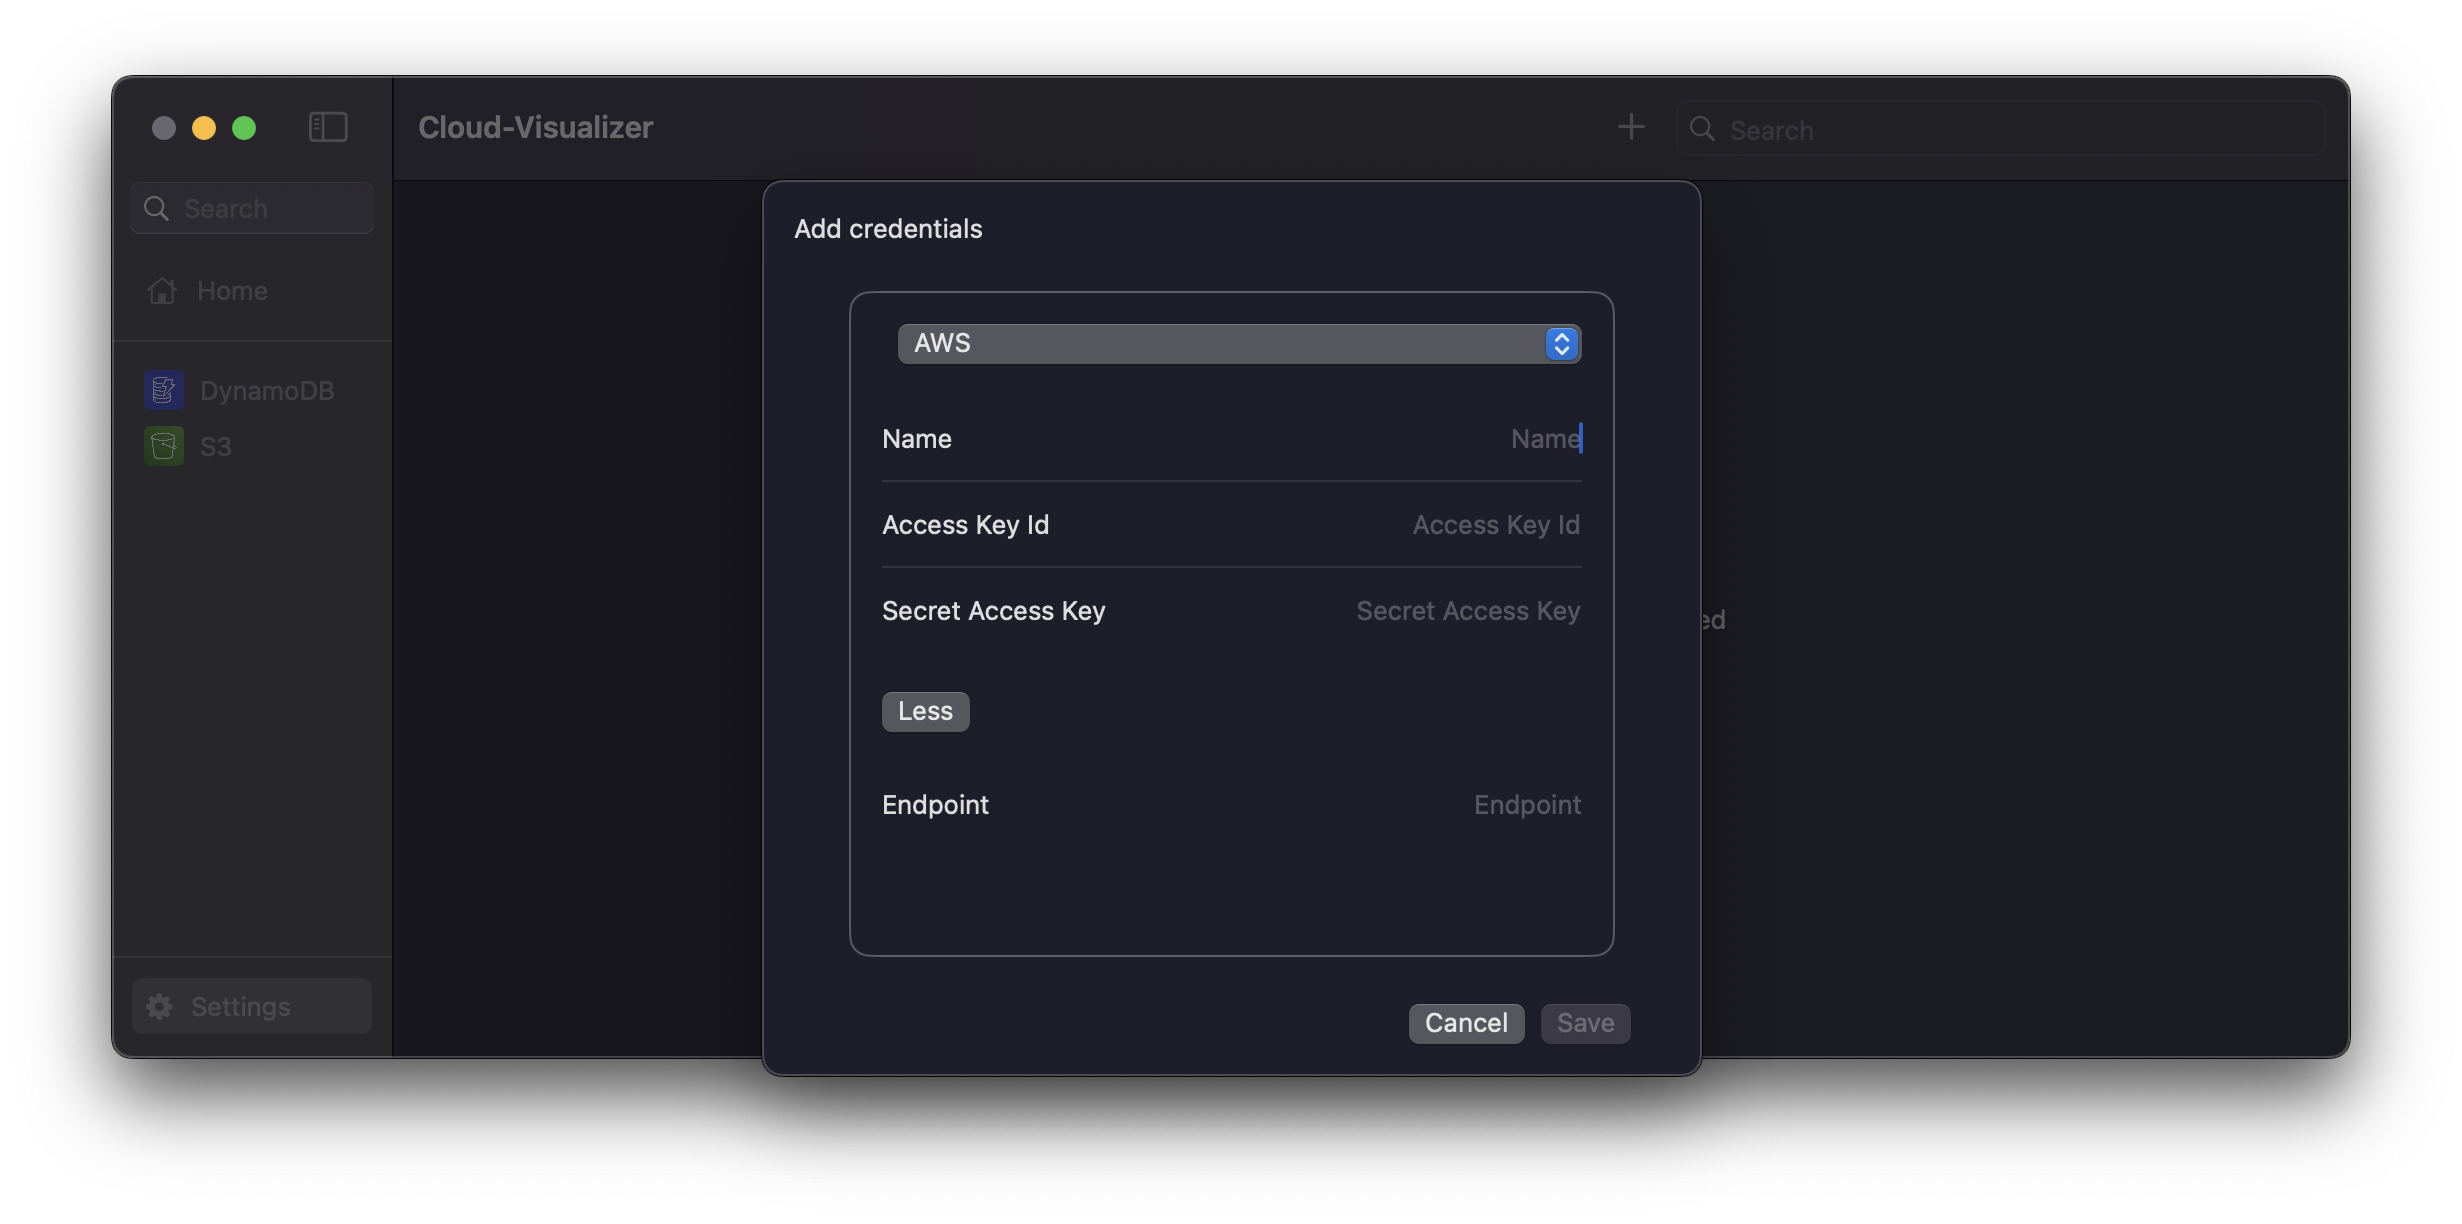 Cloud-Visualizer
Search
Search
Home
DynamoDB
S3
Settings
Add credentials
AWS
Name
Name
Access Key Id
Access Key Id
Secret Access Key
Secret Access Key
Less
Endpoint
Endpoint
Cancel
Save